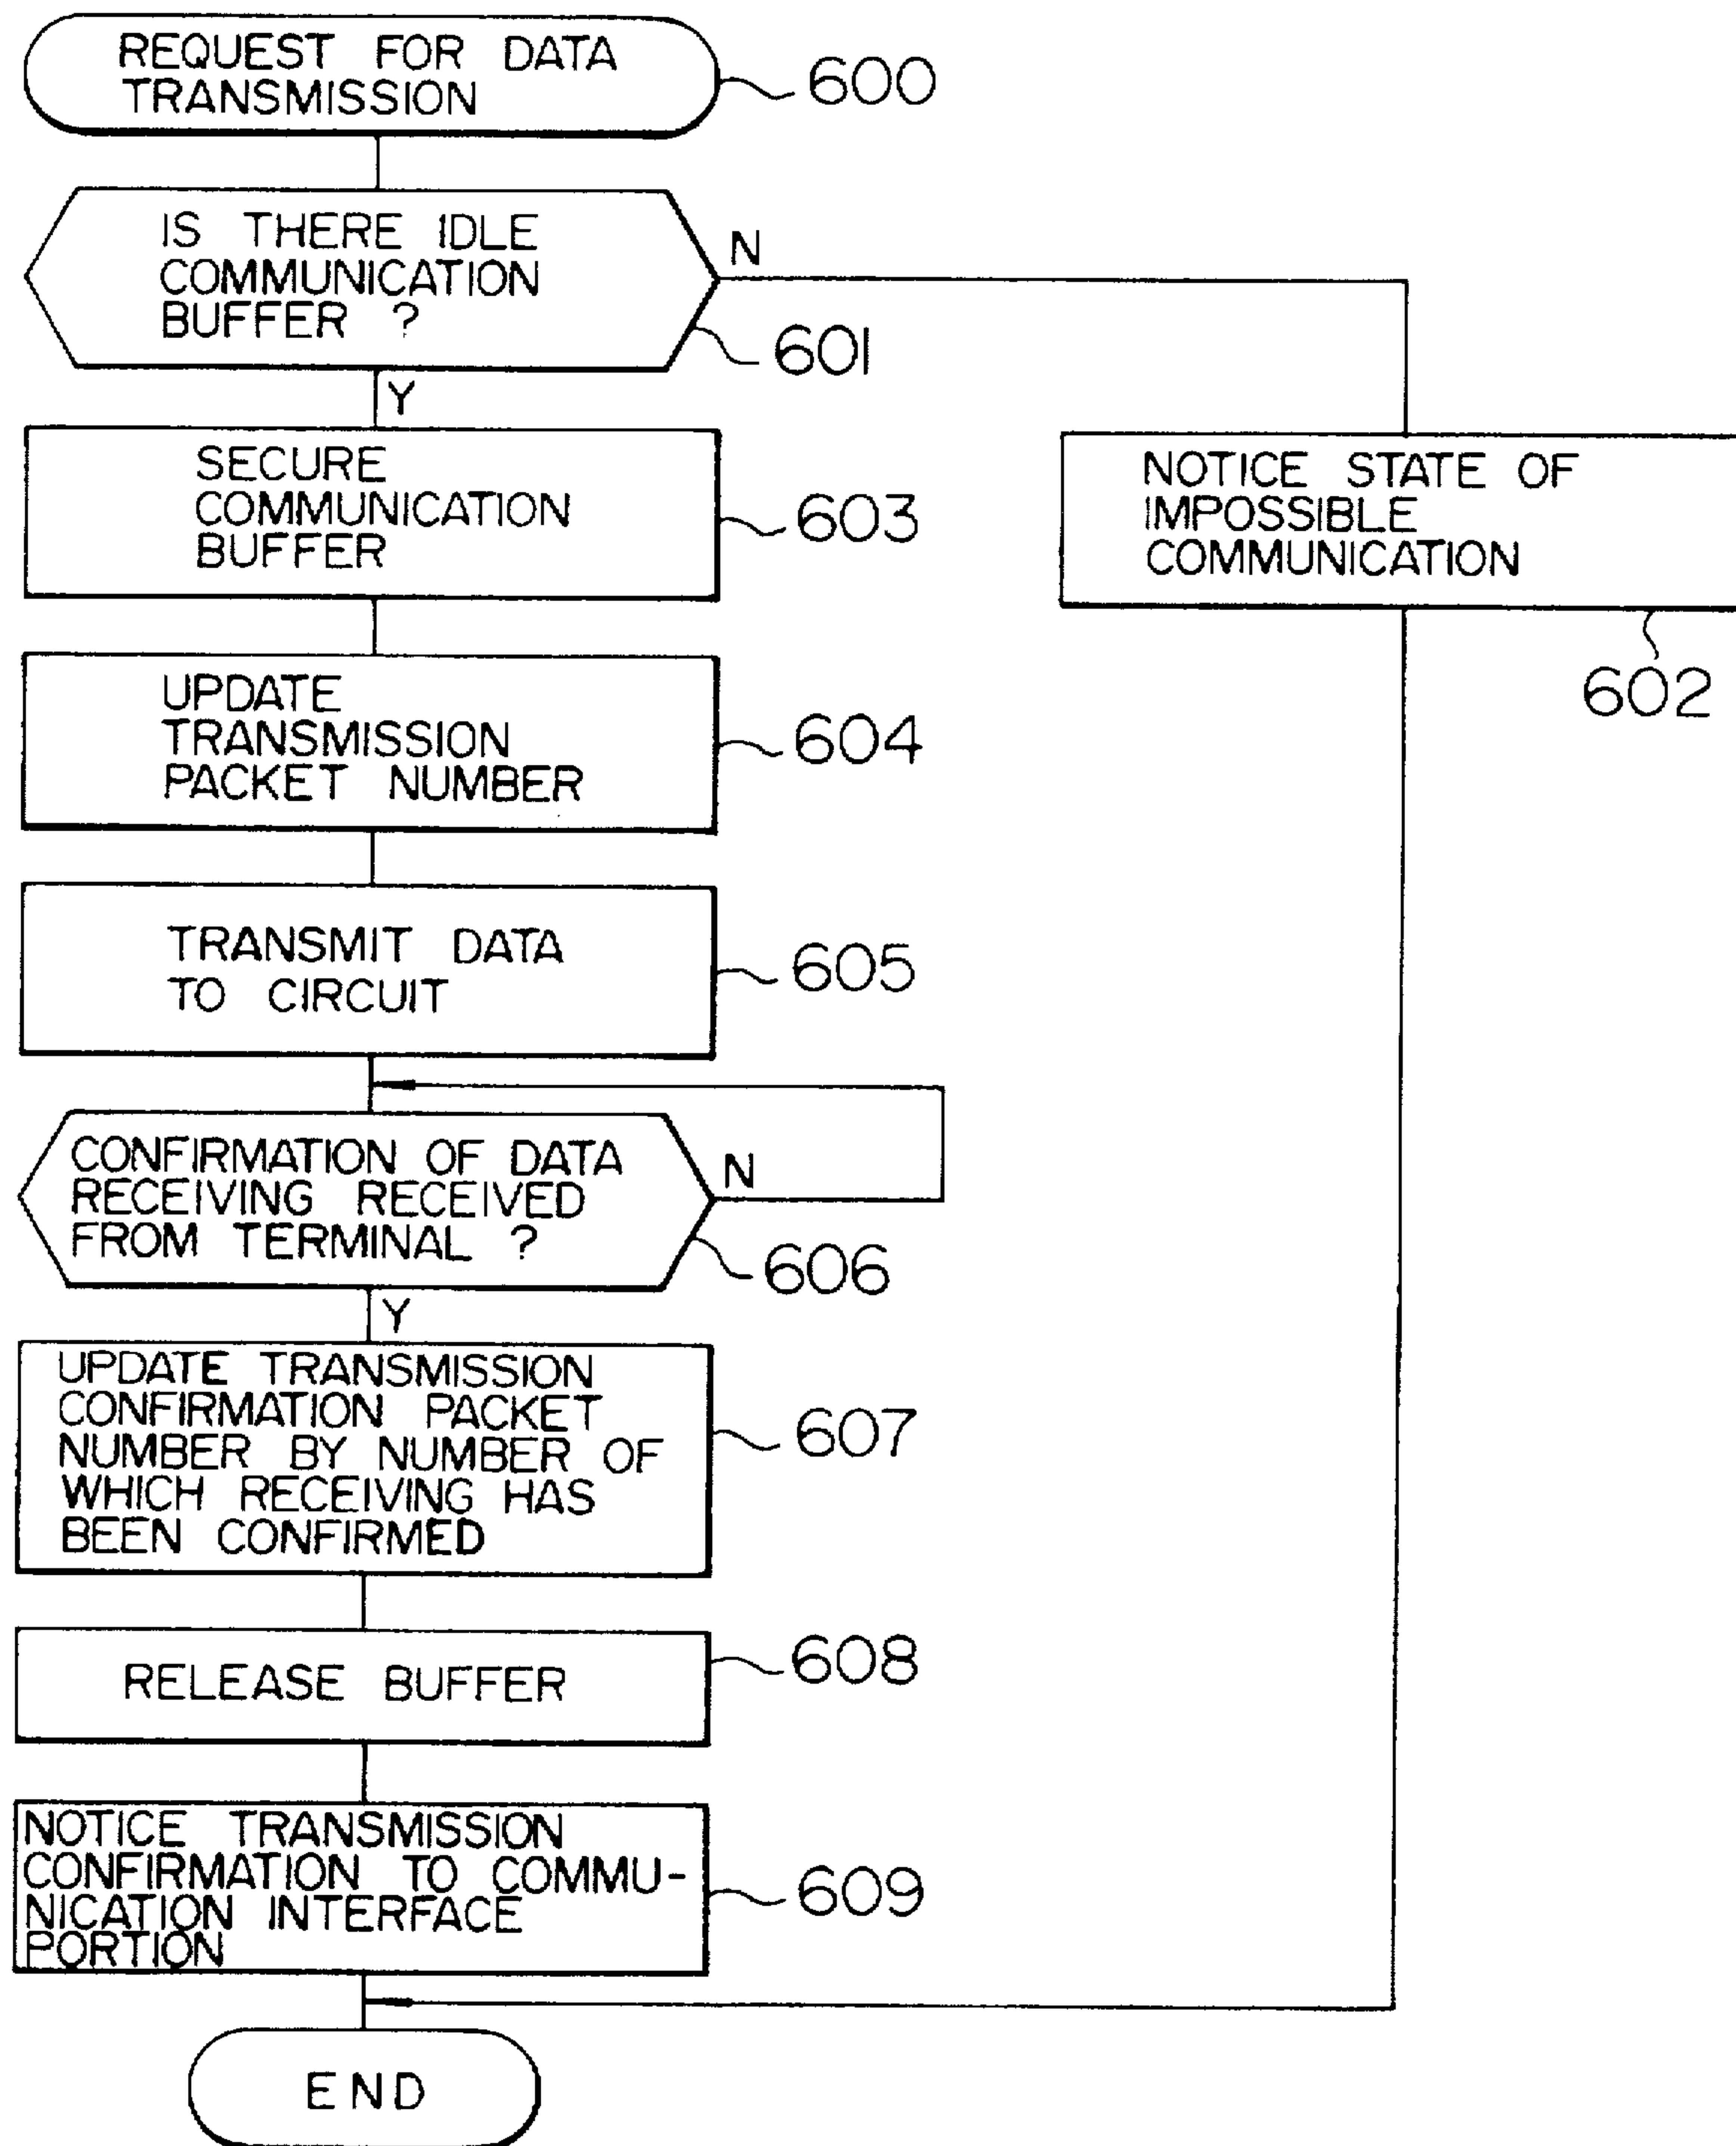 REQUEST FOR DATA
TRANSMISSION
600
IS THERE IDLE
COMMUNICATION
BUFFER ?
N
601
Y
SECURE
COMMUNICATION
BUFFER
603
NOTICE STATE OF
IMPOSSIBLE
COMMUNICATION
602
UPDATE
TRANSMISSION
PACKET NUMBER
604
TRANSMIT DATA
TO CIRCUIT
605
CONFIRMATION OF DATA
RECEIVING RECEIVED
FROM TERMINAL ?
N
606
Y
UPDATE TRANSMISSION
CONFIRMATION PACKET
NUMBER BY NUMBER OF
WHICH RECEIVING HAS
BEEN CONFIRMED
607
RELEASE BUFFER
608
NOTICE TRANSMISSION
CONFIRMATION TO COMMU-
NICATION INTERFACE
PORTION
609
END